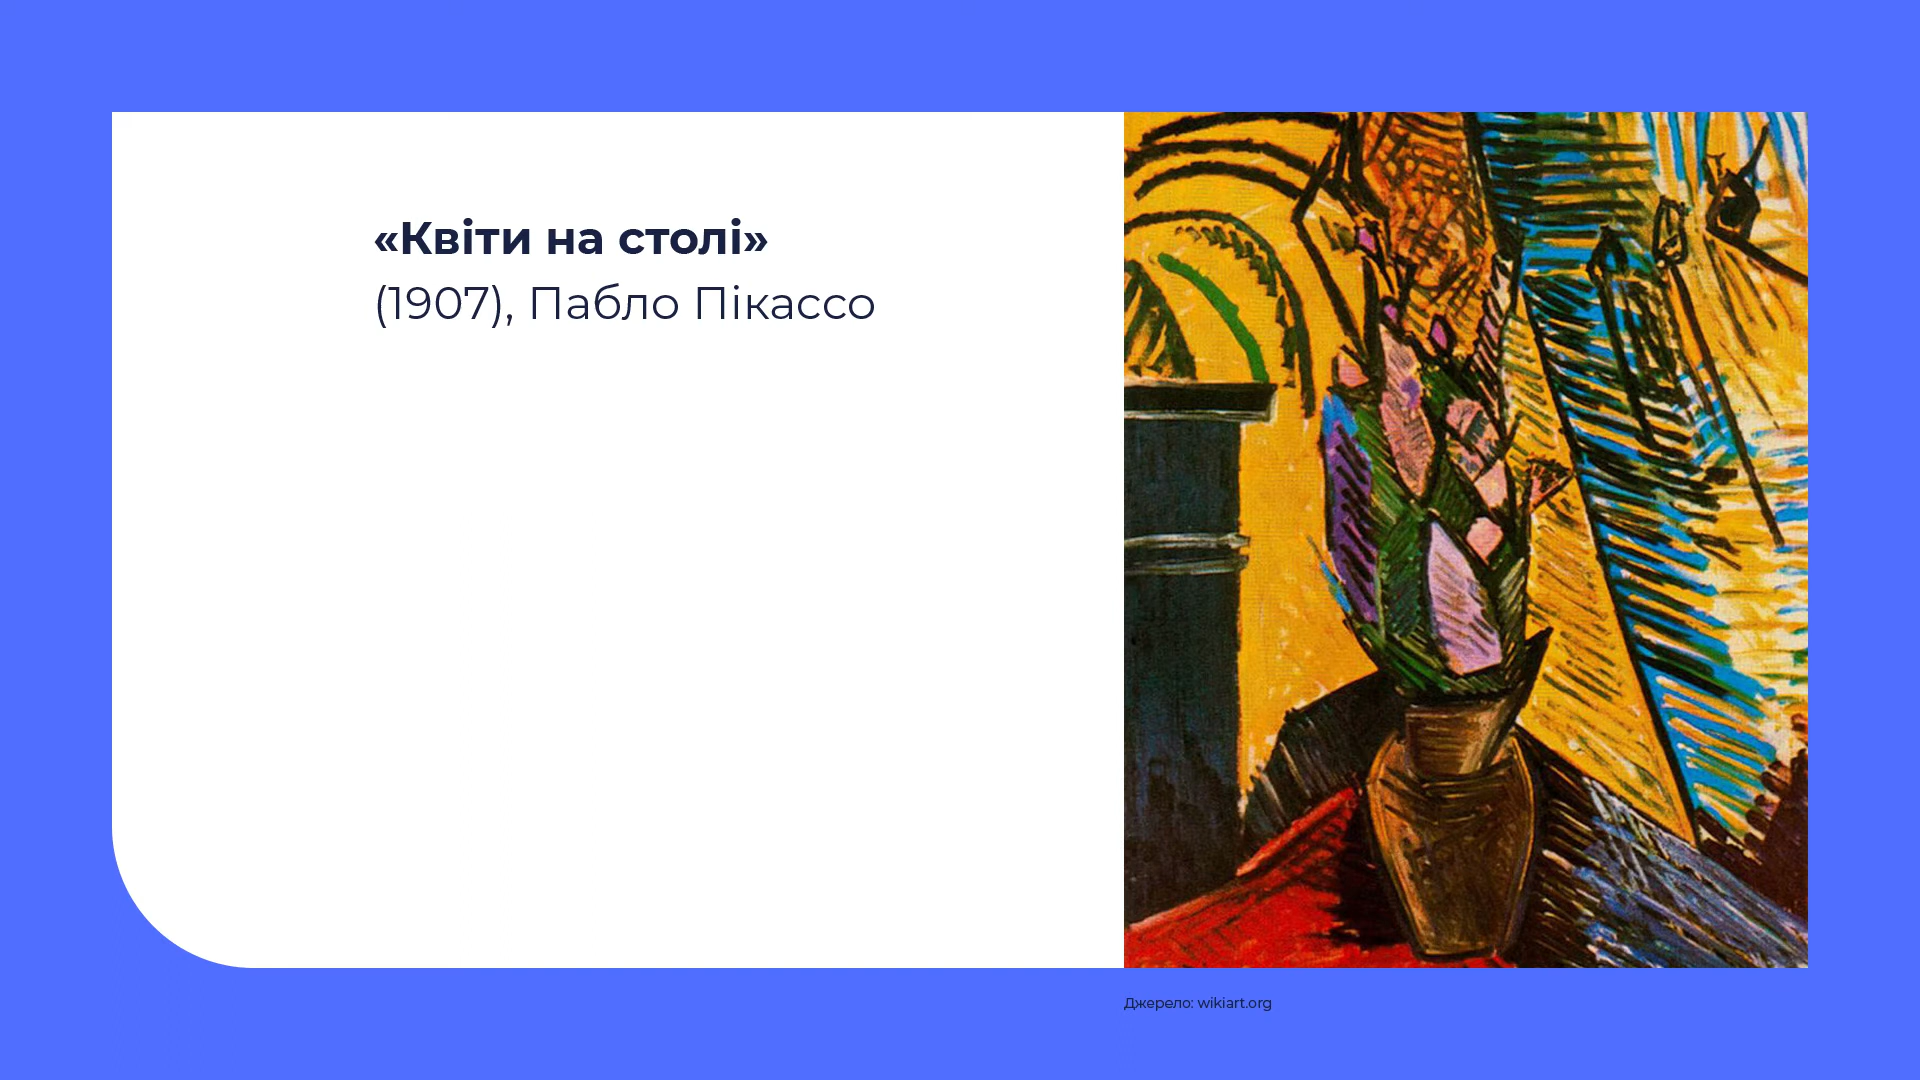 «Квіти на столі»
(1907), Пабло Пікассо
Джерело: wikiart.org